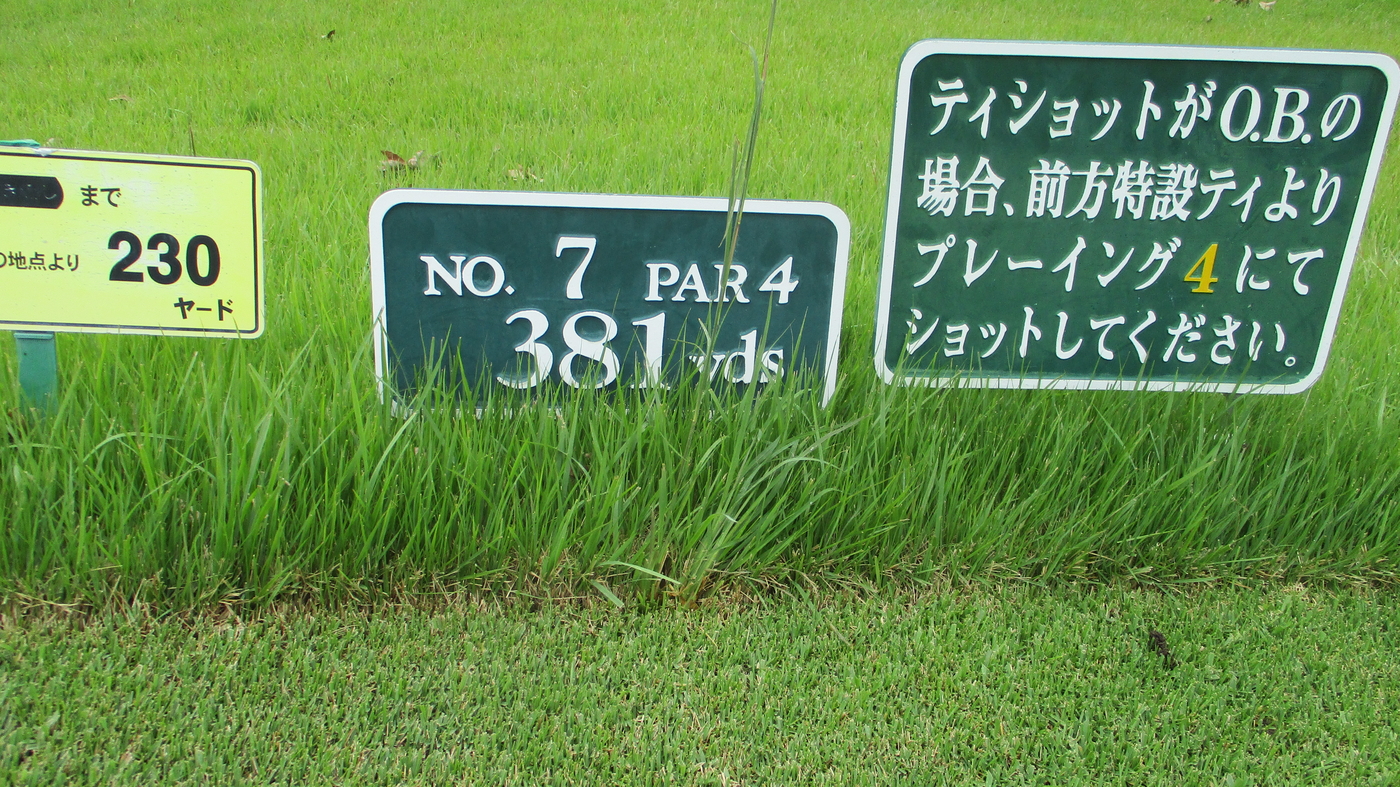 まで
の地点より 230
ヤード
NO. 7 PAR 4
381 yds
ティショットがO.B.の
場合、前方特設ティより
プレーイング4にて
ショットしてください。